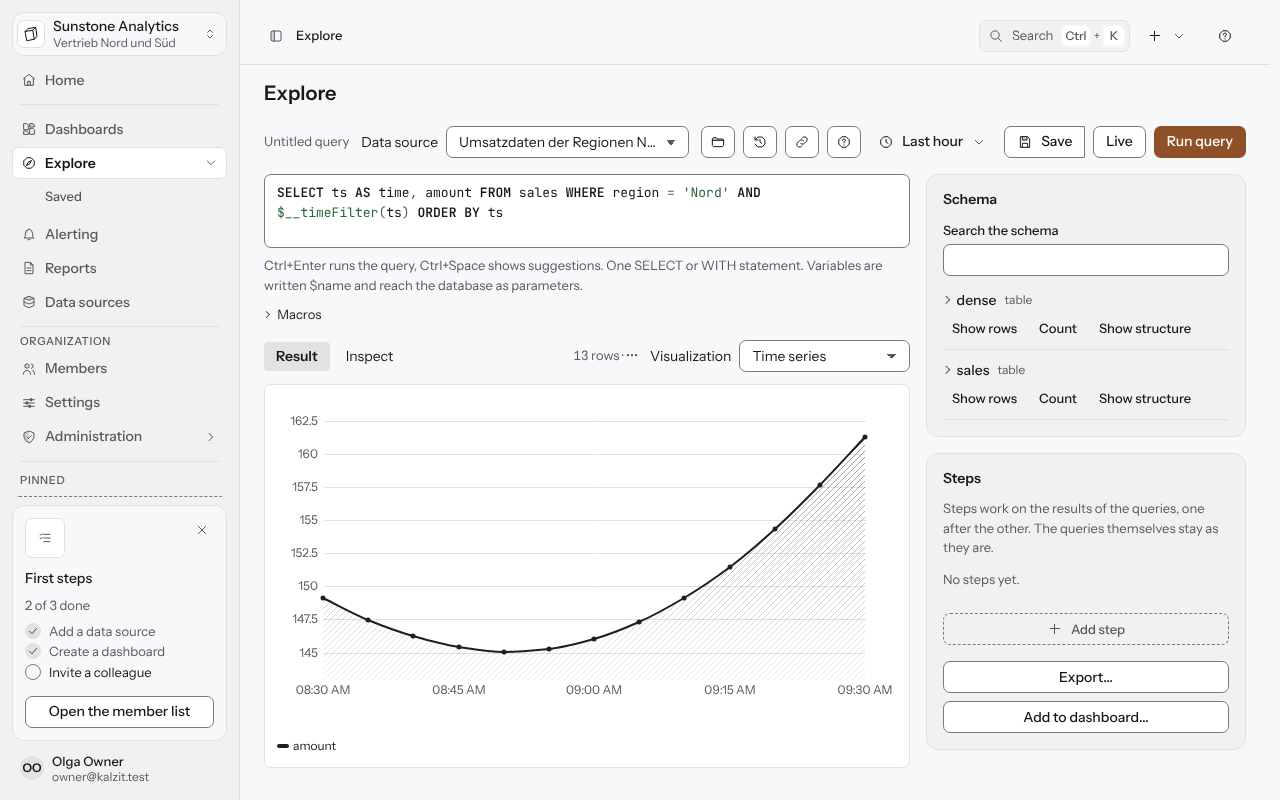 Sunstone Analytics
Vertrieb Nord und Süd
Home
Dashboards
Explore
Saved
Alerting
Reports
Data sources
ORGANIZATION
Members
Settings
Administration
PINNED
First steps
2 of 3 done
Add a data source
Create a dashboard
Invite a colleague
Open the member list
OO
Olga Owner
owner@kalzit.test
Explore
Search Ctrl + K
Explore
Untitled query Data source Umsatzdaten der Regionen N... Last hour Save Live Run query
SELECT ts AS time, amount FROM sales WHERE region = 'Nord' AND
$__timeFilter(ts) ORDER BY ts
Ctrl+Enter runs the query, Ctrl+Space shows suggestions. One SELECT or WITH statement. Variables are
written $name and reach the database as parameters.
Macros
Result Inspect 13 rows · ··· Visualization Time series
162.5
160
157.5
155
152.5
150
147.5
145
08:30 AM 08:45 AM 09:00 AM 09:15 AM 09:30 AM
amount
Schema
Search the schema
dense table
Show rows Count Show structure
sales table
Show rows Count Show structure
Steps
Steps work on the results of the queries, one
after the other. The queries themselves stay as
they are.
No steps yet.
Add step
Export...
Add to dashboard...